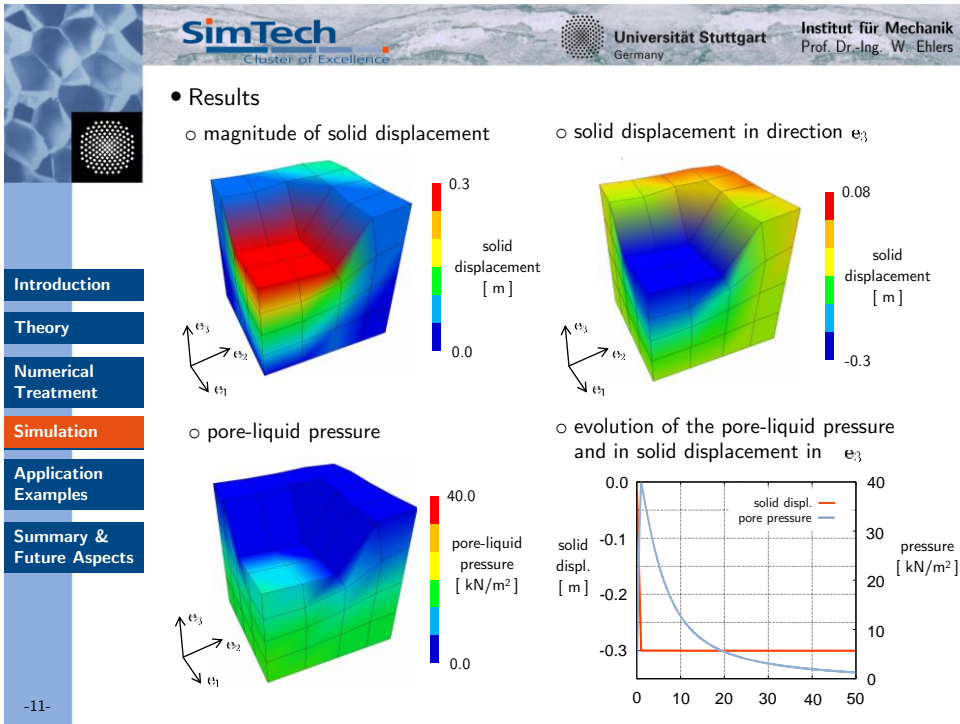 SimTech
Cluster of Excellence
Universität Stuttgart
Germany
Institut für Mechanik
Prof. Dr.-Ing. W. Ehlers
Introduction
Theory
Numerical
Treatment
Simulation
Application
Examples
Summary &
Future Aspects
-11-
• Results
○ magnitude of solid displacement
0.3
solid
displacement
[ m ]
0.0
e3
e2
e1
○ solid displacement in direction e3
0.08
solid
displacement
[ m ]
-0.3
e3
e2
e1
○ pore-liquid pressure
40.0
pore-liquid
pressure
[ kN/m² ]
0.0
e3
e2
e1
○ evolution of the pore-liquid pressure
and in solid displacement in e3
solid displ.
pore pressure
solid
displ.
[ m ]
0.0
-0.1
-0.2
-0.3
40
30
20
10
0
pressure
[ kN/m² ]
0 10 20 30 40 50